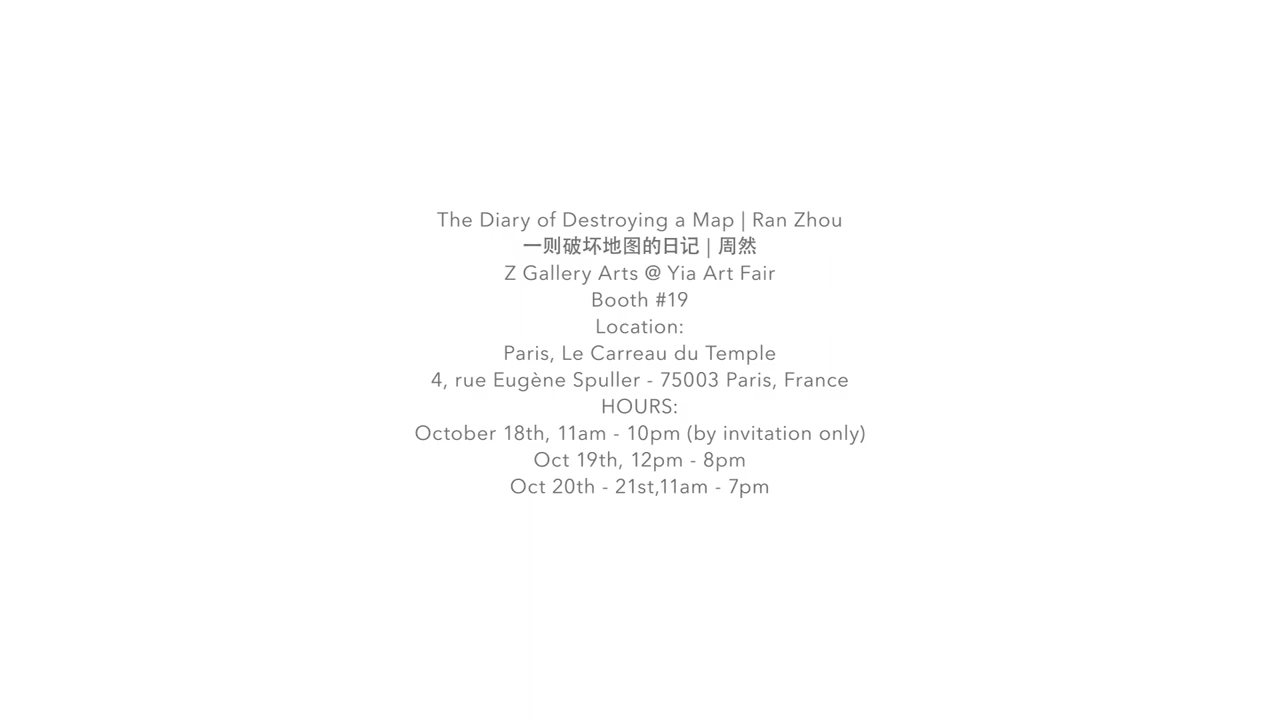 The Diary of Destroying a Map | Ran Zhou
一则破坏地图的日记 | 周然
Z Gallery Arts @ Yia Art Fair
Booth #19
Location:
Paris, Le Carreau du Temple
4, rue Eugène Spuller - 75003 Paris, France
HOURS:
October 18th, 11am - 10pm (by invitation only)
Oct 19th, 12pm - 8pm
Oct 20th - 21st,11am - 7pm